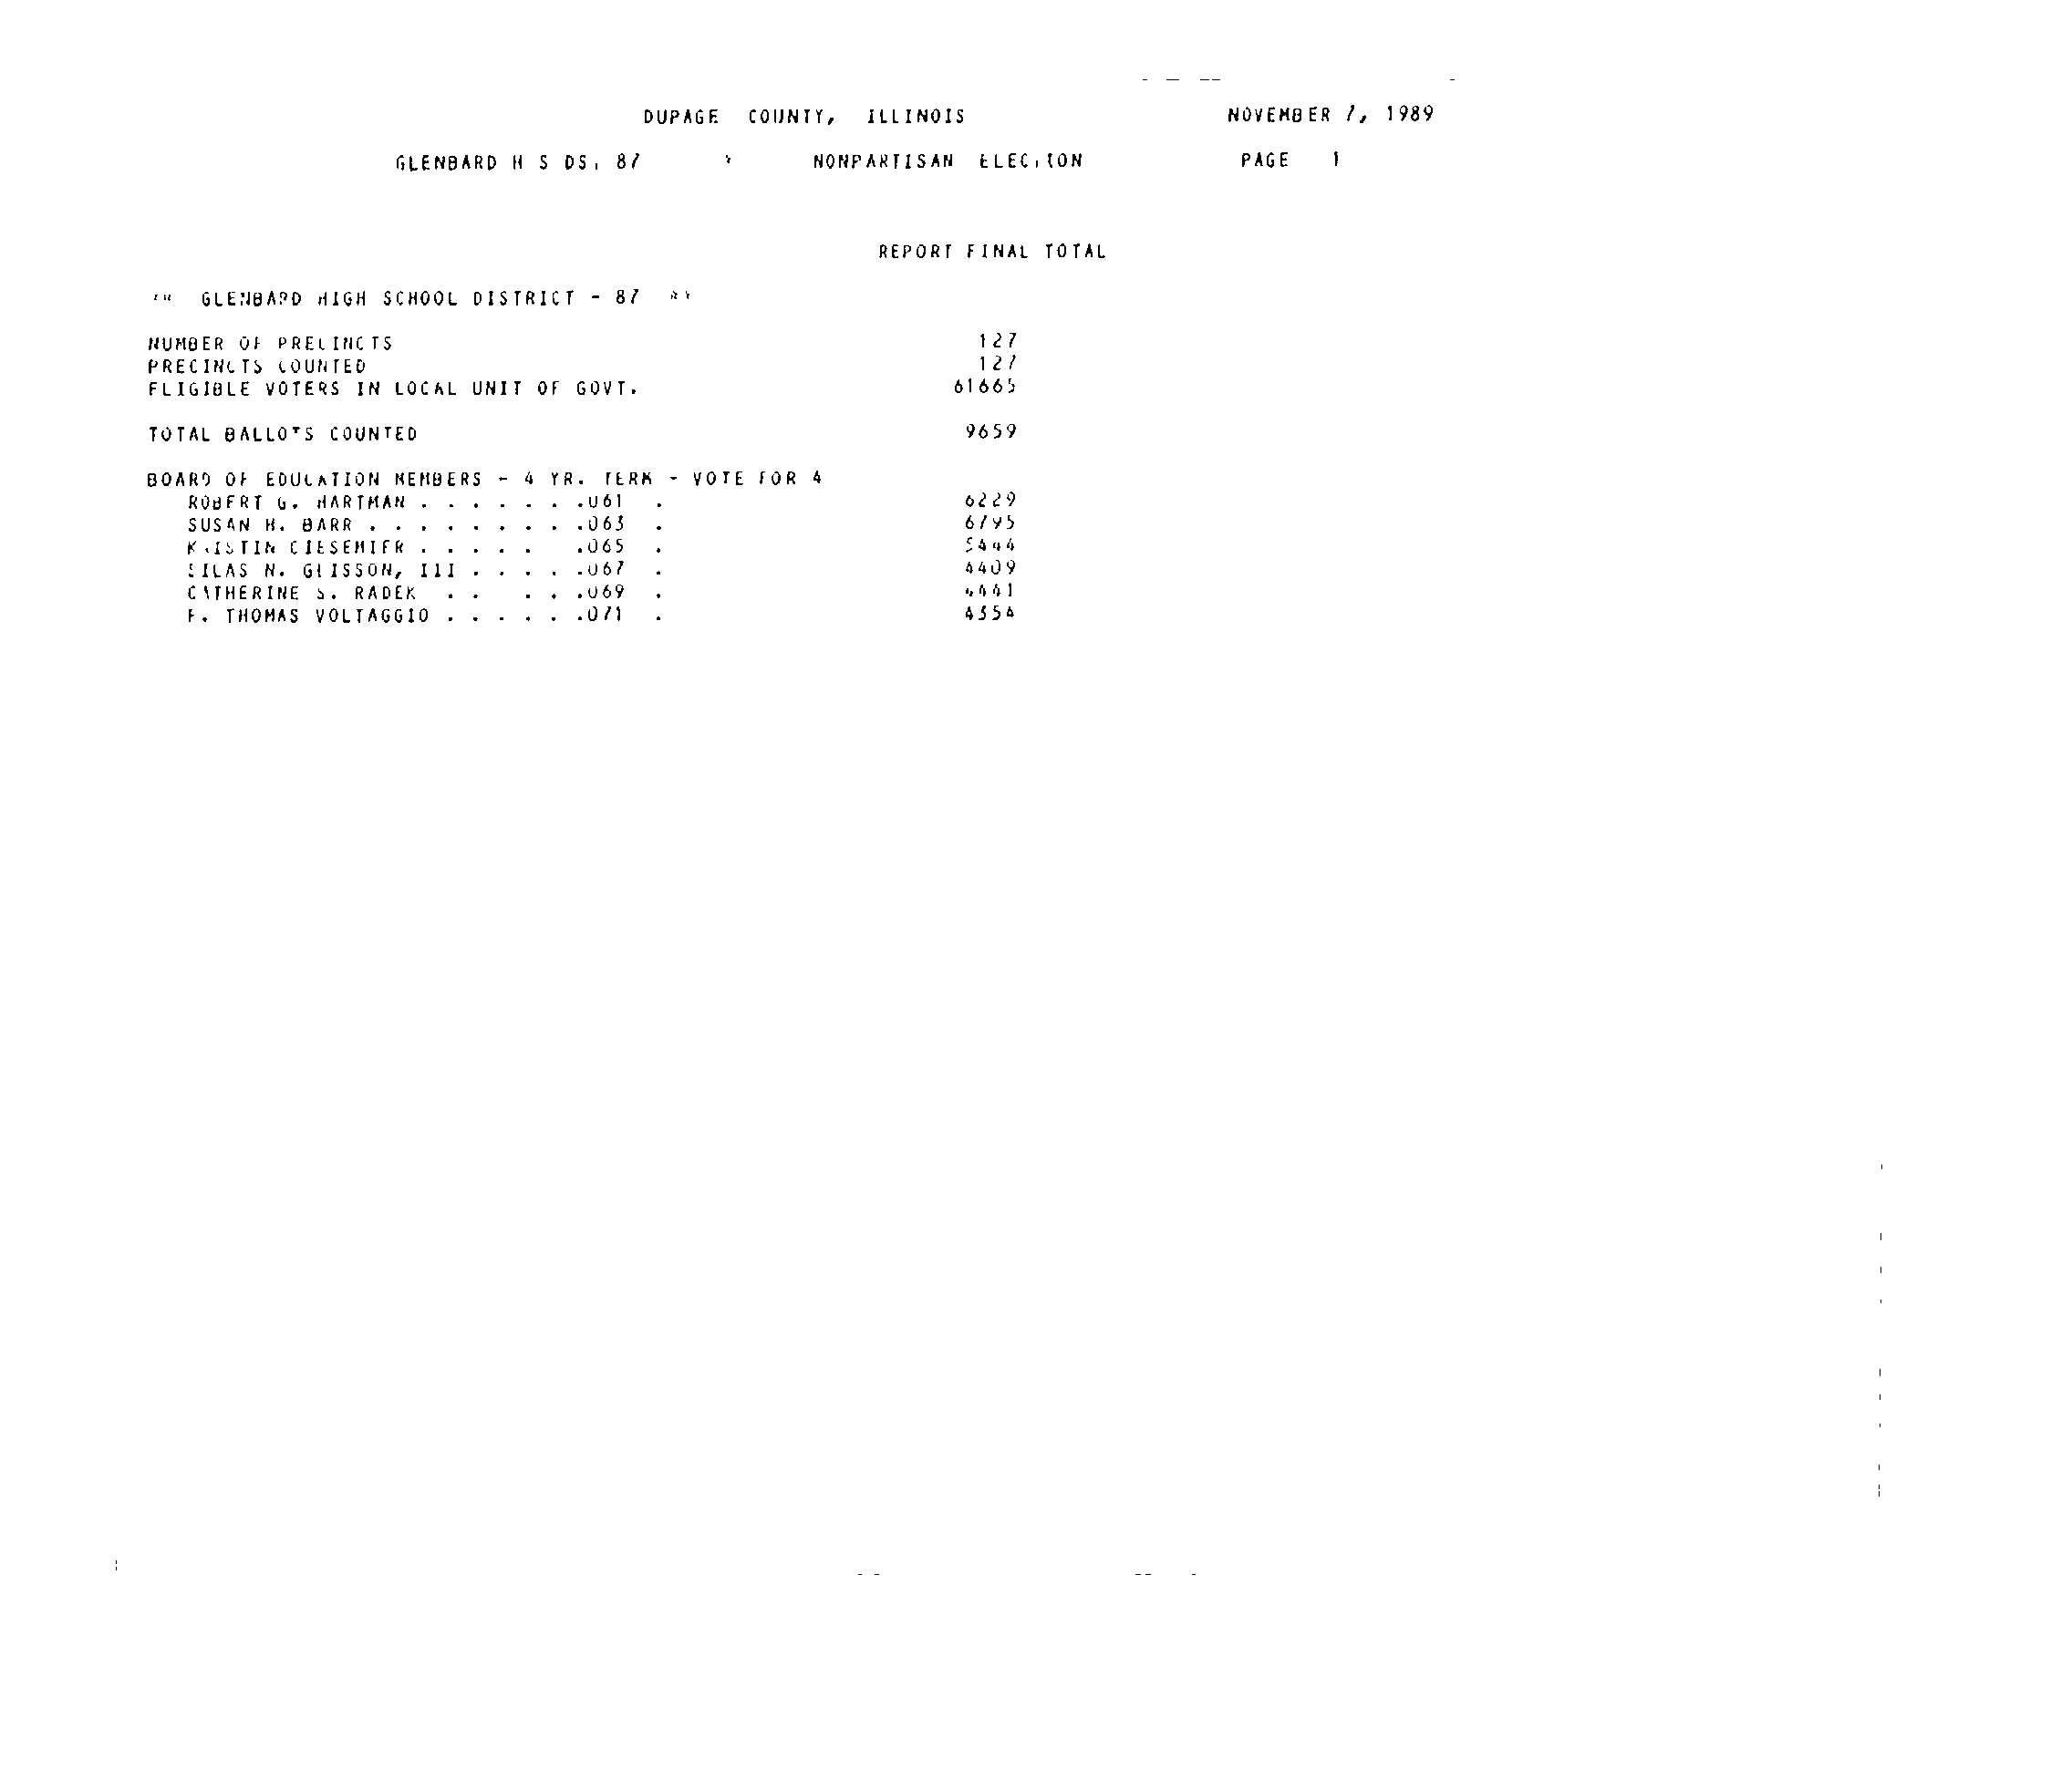 DUPAGE COUNTY, ILLINOIS NOVEMBER 7, 1989
GLENBARD H S DST 87 * NONPARTISAN ELECTION PAGE 1
REPORT FINAL TOTAL
** GLENBARD HIGH SCHOOL DISTRICT - 87 **
NUMBER OF PRECINCTS 127
PRECINCTS COUNTED 127
ELIGIBLE VOTERS IN LOCAL UNIT OF GOVT. 61665
TOTAL BALLOTS COUNTED 9659
BOARD OF EDUCATION MEMBERS - 4 YR. TERM - VOTE FOR 4
ROBERT G. HARTMAN . . . . . . .061 . 6229
SUSAN H. BARR . . . . . . . . .063 . 6795
KRISTIN CIESEMIER . . . . . .065 . 5444
SILAS N. GLISSON, III . . . . .067 . 4409
CATHERINE S. RADEK . . . . .069 . 4441
F. THOMAS VOLTAGGIO . . . . . .071 . 4354